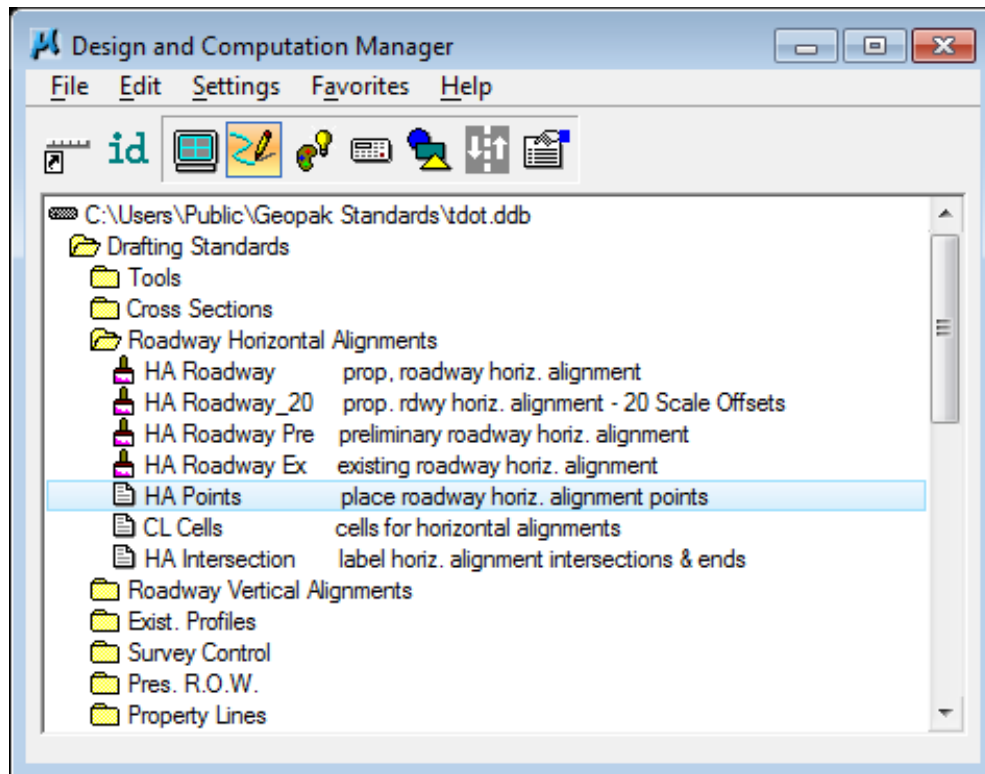 Design and Computation Manager
File Edit Settings Favorites Help
id
C:\Users\Public\Geopak Standards\tdot.ddb
Drafting Standards
Tools
Cross Sections
Roadway Horizontal Alignments
HA Roadway prop, roadway horiz. alignment
HA Roadway_20 prop. rdwy horiz. alignment - 20 Scale Offsets
HA Roadway Pre preliminary roadway horiz. alignment
HA Roadway Ex existing roadway horiz. alignment
HA Points place roadway horiz. alignment points
CL Cells cells for horizontal alignments
HA Intersection label horiz. alignment intersections & ends
Roadway Vertical Alignments
Exist. Profiles
Survey Control
Pres. R.O.W.
Property Lines